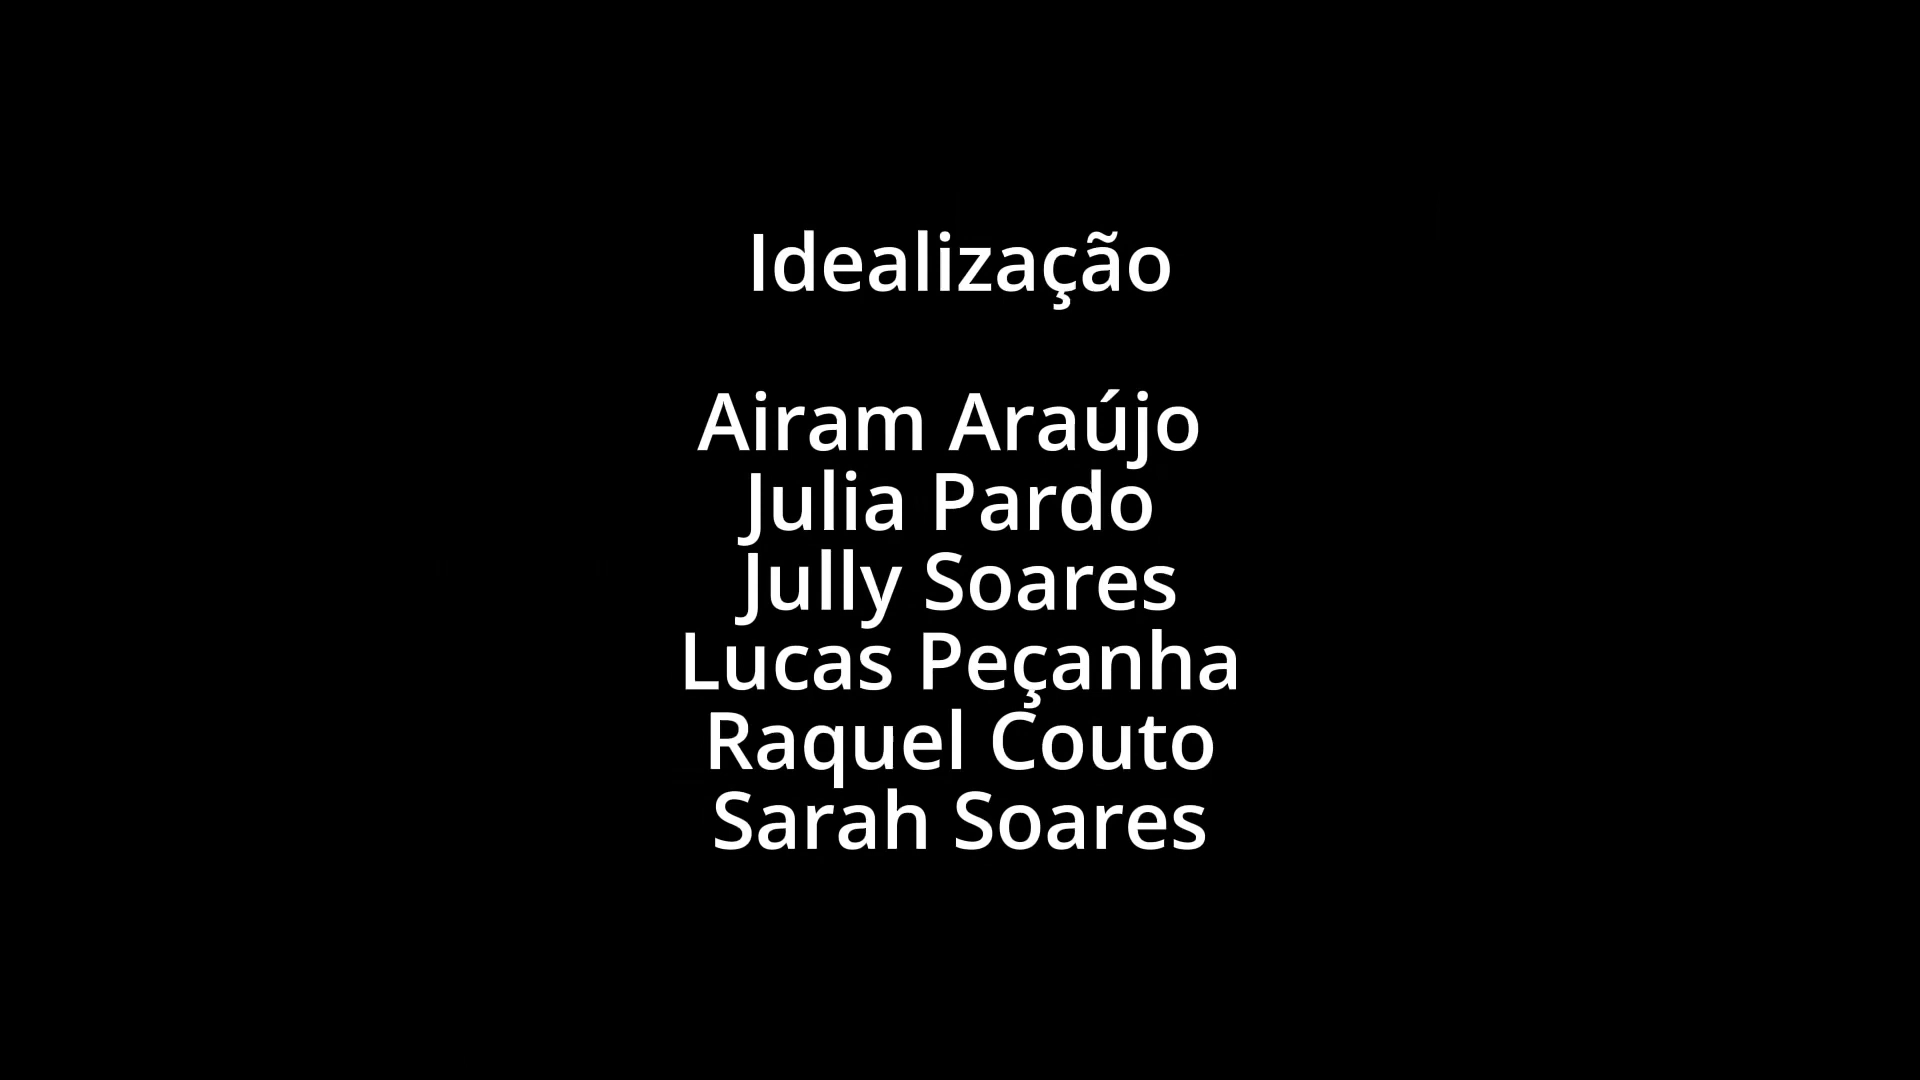 Idealização
Airam Araújo
Julia Pardo
Jully Soares
Lucas Peçanha
Raquel Couto
Sarah Soares